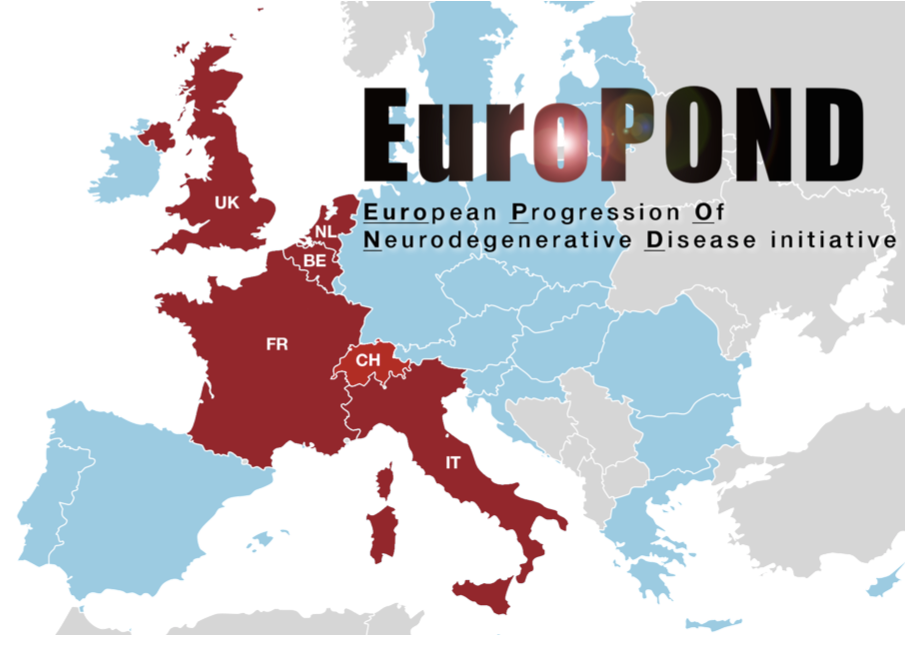 EuroPOND
European Progression Of
Neurodegenerative Disease initiative
UK
NL
BE
FR
CH
IT